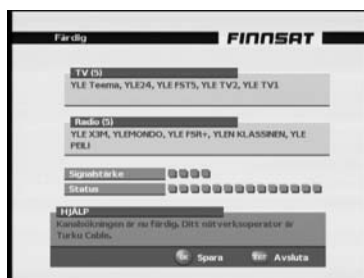 Färdig
FINNSAT
TV (5)
YLE Teema, YLE24, YLE FST5, YLE TV2, YLE TV1
Radio (5)
YLE X3M, YLEMONDO, YLE FSR+, YLEN KLASSINEN, YLE
PEILI
Signalstärke
Status
HJÄLP
Kanalsökningen är nu färdig. Ditt nätverksoperatör är
Turku Cable.
OK Spara EXIT Avsluta